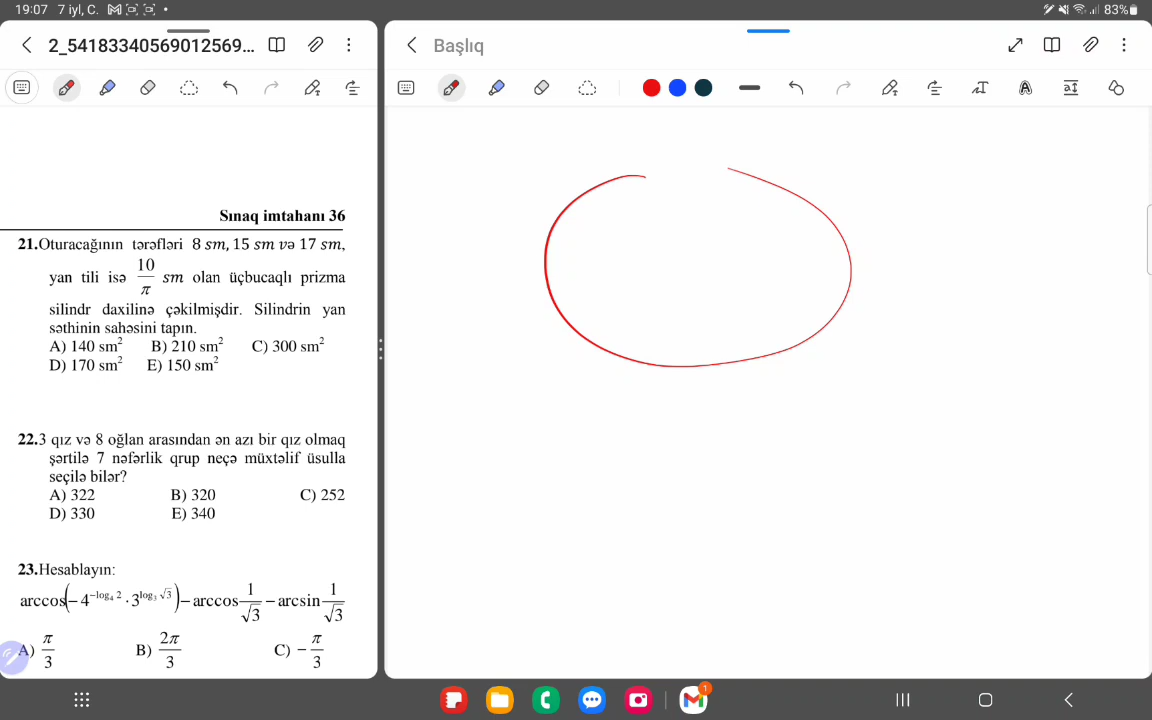 19:07 7 iyl, C.
83%
2_54183340569012569...
Başlıq
Sınaq imtahanı 36
21.Oturacağının tərəfləri 8 sm, 15 sm və 17 sm,
yan tili isə 10/π sm olan üçbucaqlı prizma
silindr daxilinə çəkilmişdir. Silindrin yan
səthinin sahəsini tapın.
A) 140 sm² B) 210 sm² C) 300 sm²
D) 170 sm² E) 150 sm²
22.3 qız və 8 oğlan arasından ən azı bir qız olmaq
şərtilə 7 nəfərlik qrup neçə müxtəlif üsulla
seçilə bilər?
A) 322 B) 320 C) 252
D) 330 E) 340
23.Hesablayın:
arccos(−4^(−log₄ 2) · 3^(log₃ √3)) − arccos 1/√3 − arcsin 1/√3
A) π/3 B) 2π/3 C) −π/3
1